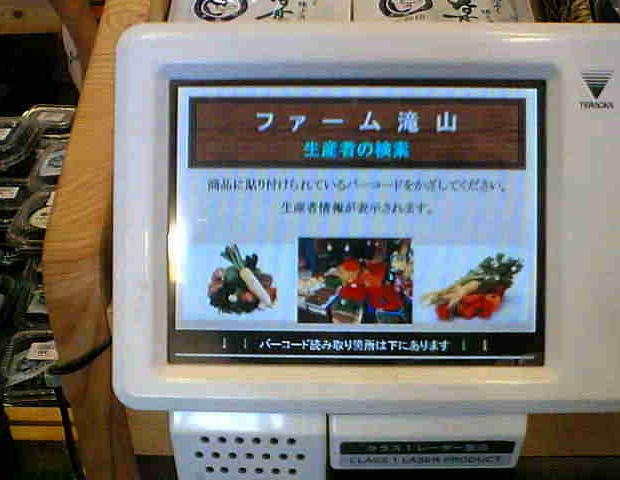 TERAOKA
ファーム滝山
生産者の検索
商品に貼り付けられているバーコードをかざしてください。
生産者情報が表示されます。
↓ ↓ バーコード読み取り箇所は下にあります ↓ ↓
クラス1レーザー製品
CLASS 1 LASER PRODUCT